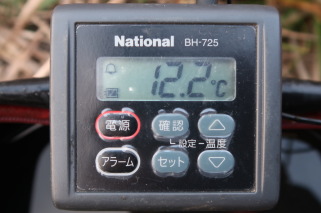 National BH-725
12.2℃
電源 確認 △
└設定-温度
アラーム セット ▽